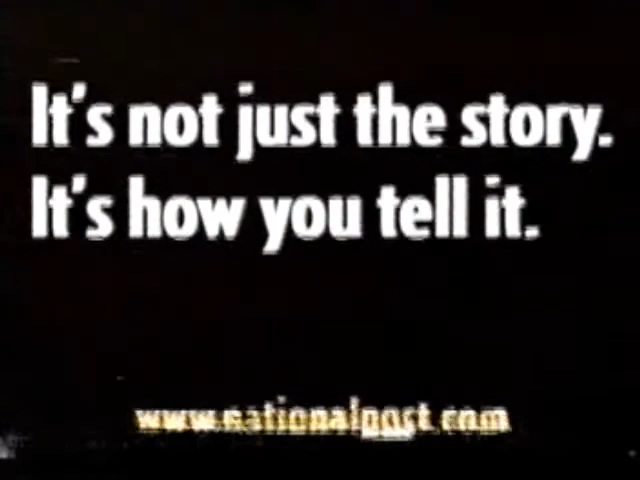 It's not just the story.
It's how you tell it.
www.nationalpost.com